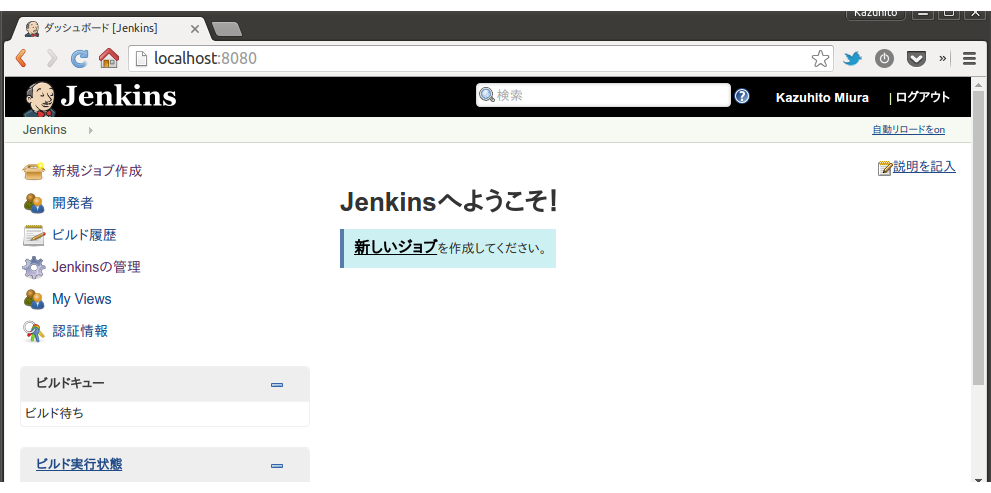 Kazuhito
ダッシュボード [Jenkins]
localhost:8080
Jenkins
検索
Kazuhito Miura
| ログアウト
Jenkins
自動リロードをon
説明を記入
新規ジョブ作成
開発者
ビルド履歴
Jenkinsの管理
My Views
認証情報
Jenkinsへようこそ!
新しいジョブを作成してください。
ビルドキュー
ビルド待ち
ビルド実行状態